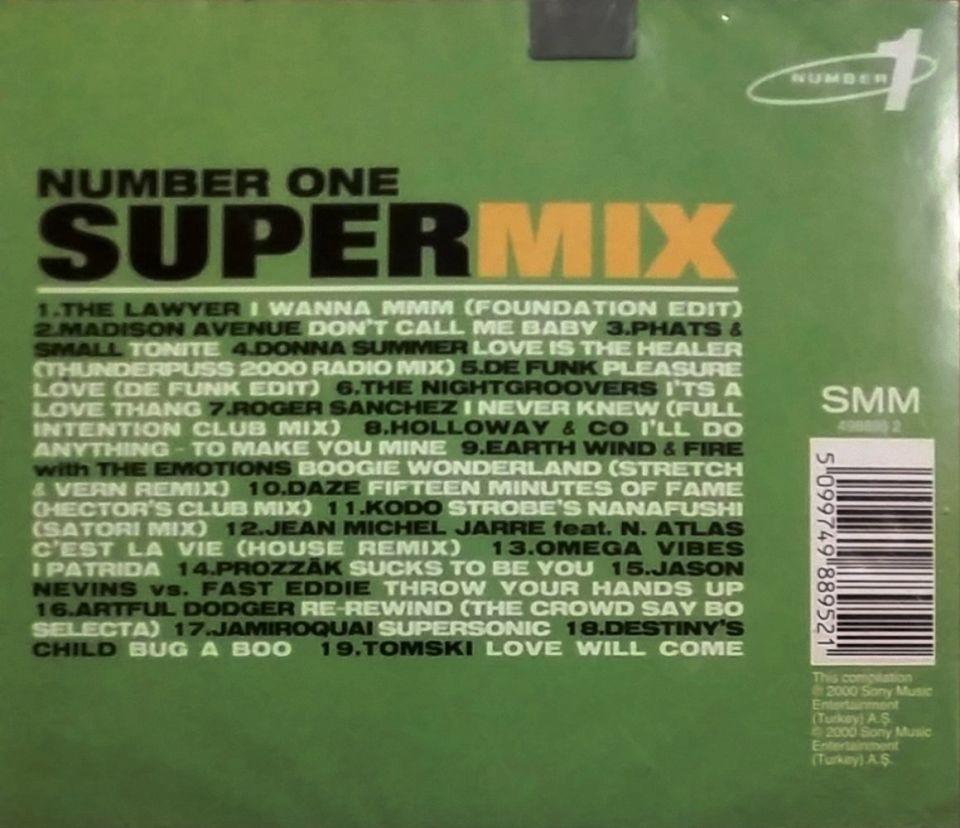 NUMBER 1
NUMBER ONE
SUPERMIX
1.THE LAWYER I WANNA MMM (FOUNDATION EDIT)
2.MADISON AVENUE DON'T CALL ME BABY 3.PHATS &
SMALL TONITE 4.DONNA SUMMER LOVE IS THE HEALER
(THUNDERPUSS 2000 RADIO MIX) 5.DE FUNK PLEASURE
LOVE (DE FUNK EDIT) 6.THE NIGHTGROOVERS I'TS A
LOVE THANG 7.ROGER SANCHEZ I NEVER KNEW (FULL
INTENTION CLUB MIX) 8.HOLLOWAY & CO I'LL DO
ANYTHING - TO MAKE YOU MINE 9.EARTH WIND & FIRE
with THE EMOTIONS BOOGIE WONDERLAND (STRETCH
& VERN REMIX) 10.DAZE FIFTEEN MINUTES OF FAME
(HECTOR'S CLUB MIX) 11.KODO STROBE'S NANAFUSHI
(SATORI MIX) 12.JEAN MICHEL JARRE feat. N. ATLAS
C'EST LA VIE (HOUSE REMIX) 13.OMEGA VIBES
I PATRIDA 14.PROZZÄK SUCKS TO BE YOU 15.JASON
NEVINS vs. FAST EDDIE THROW YOUR HANDS UP
16.ARTFUL DODGER RE-REWIND (THE CROWD SAY BO
SELECTA) 17.JAMIROQUAI SUPERSONIC 18.DESTINY'S
CHILD BUG A BOO 19.TOMSKI LOVE WILL COME
SMM
5 099749 889521
This compilation
℗ 2000 Sony Music
Entertainment
(Turkey) A.Ş.
© 2000 Sony Music
Entertainment
(Turkey) A.Ş.